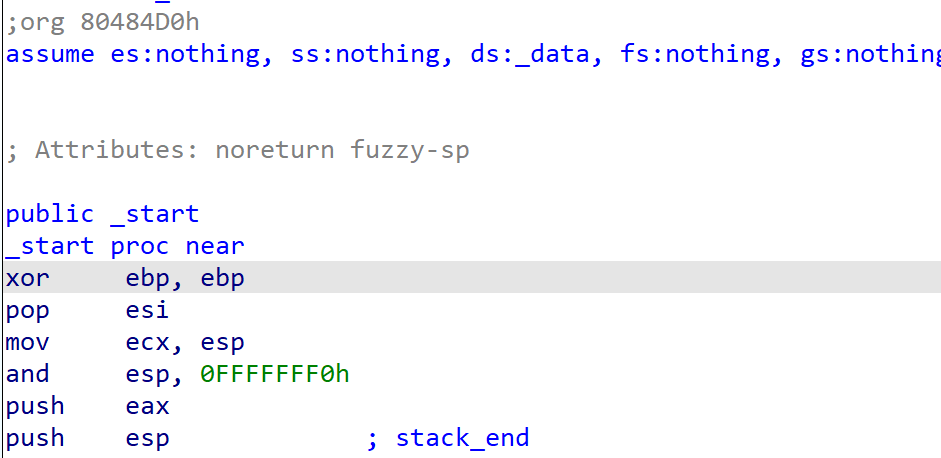 ;org 80484D0h
assume es:nothing, ss:nothing, ds:_data, fs:nothing, gs:nothing
; Attributes: noreturn fuzzy-sp
public _start
_start proc near
xor ebp, ebp
pop esi
mov ecx, esp
and esp, 0FFFFFFF0h
push eax
push esp ; stack_end